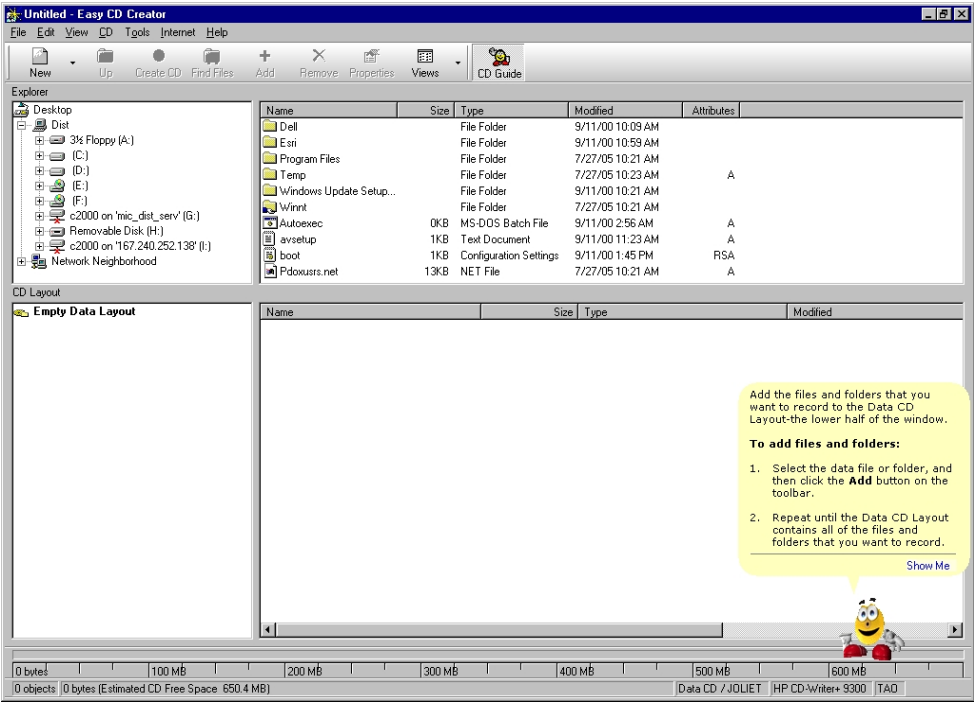 Untitled - Easy CD Creator
File Edit View CD Tools Internet Help
New Up Create CD Find Files Add Remove Properties Views CD Guide
Explorer
Desktop
Dist
3½ Floppy (A:)
(C:)
(D:)
(E:)
(F:)
c2000 on 'mic_dist_serv' (G:)
Removable Disk (H:)
c2000 on '167.240.252.138' (I:)
Network Neighborhood
Name Size Type Modified Attributes
Dell File Folder 9/11/00 10:09 AM
Esri File Folder 9/11/00 10:59 AM
Program Files File Folder 7/27/05 10:21 AM
Temp File Folder 7/27/05 10:23 AM A
Windows Update Setup... File Folder 9/11/00 10:21 AM
Winnt File Folder 7/27/05 10:21 AM
Autoexec 0KB MS-DOS Batch File 9/11/00 2:56 AM A
avsetup 1KB Text Document 9/11/00 11:23 AM A
boot 1KB Configuration Settings 9/11/00 1:45 PM RSA
Pdoxusrs.net 13KB NET File 7/27/05 10:21 AM A
CD Layout
Empty Data Layout
Name Size Type Modified
Add the files and folders that you
want to record to the Data CD
Layout-the lower half of the window.
To add files and folders:
1. Select the data file or folder, and
then click the Add button on the
toolbar.
2. Repeat until the Data CD Layout
contains all of the files and
folders that you want to record.
Show Me
0 bytes 100 MB 200 MB 300 MB 400 MB 500 MB 600 MB
0 objects 0 bytes (Estimated CD Free Space 650.4 MB) Data CD / JOLIET HP CD-Writer+ 9300 TAO